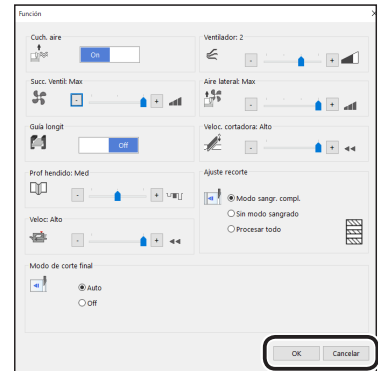 Función
Cuch. aire
On
Ventilador: 2
- +
Succ. Ventil: Max
- +
Aire lateral: Max
- +
Guía longit
Off
Veloc. cortadora: Alto
- +
Prof hendido: Med
- +
Ajuste recorte
Modo sangr. compl.
Sin modo sangrado
Procesar todo
Veloc: Alto
- +
Modo de corte final
Auto
Off
OK Cancelar